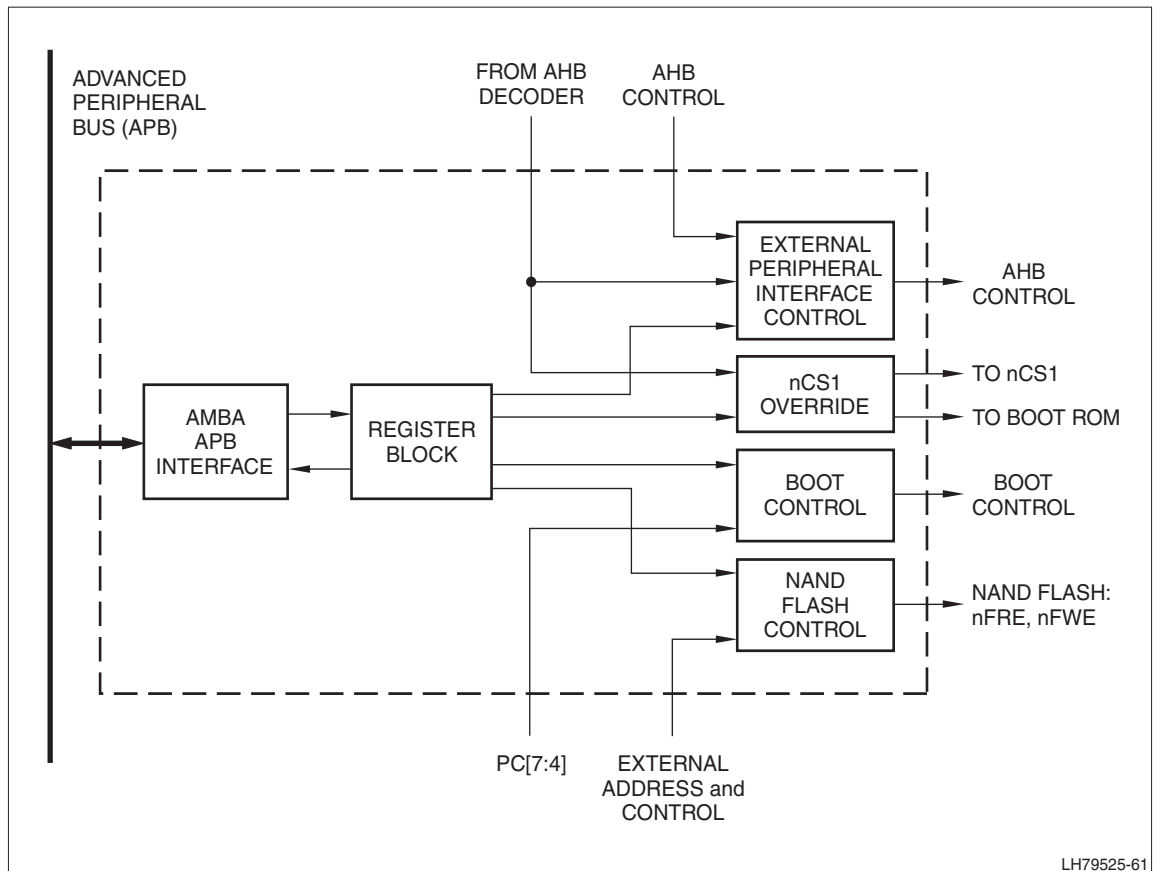 ADVANCED
PERIPHERAL
BUS (APB)
FROM AHB
DECODER
AHB
CONTROL
EXTERNAL
PERIPHERAL
INTERFACE
CONTROL
AHB
CONTROL
nCS1
OVERRIDE
TO nCS1
TO BOOT ROM
AMBA
APB
INTERFACE
REGISTER
BLOCK
BOOT
CONTROL
BOOT
CONTROL
NAND
FLASH
CONTROL
NAND FLASH:
nFRE, nFWE
PC[7:4]
EXTERNAL
ADDRESS and
CONTROL
LH79525-61